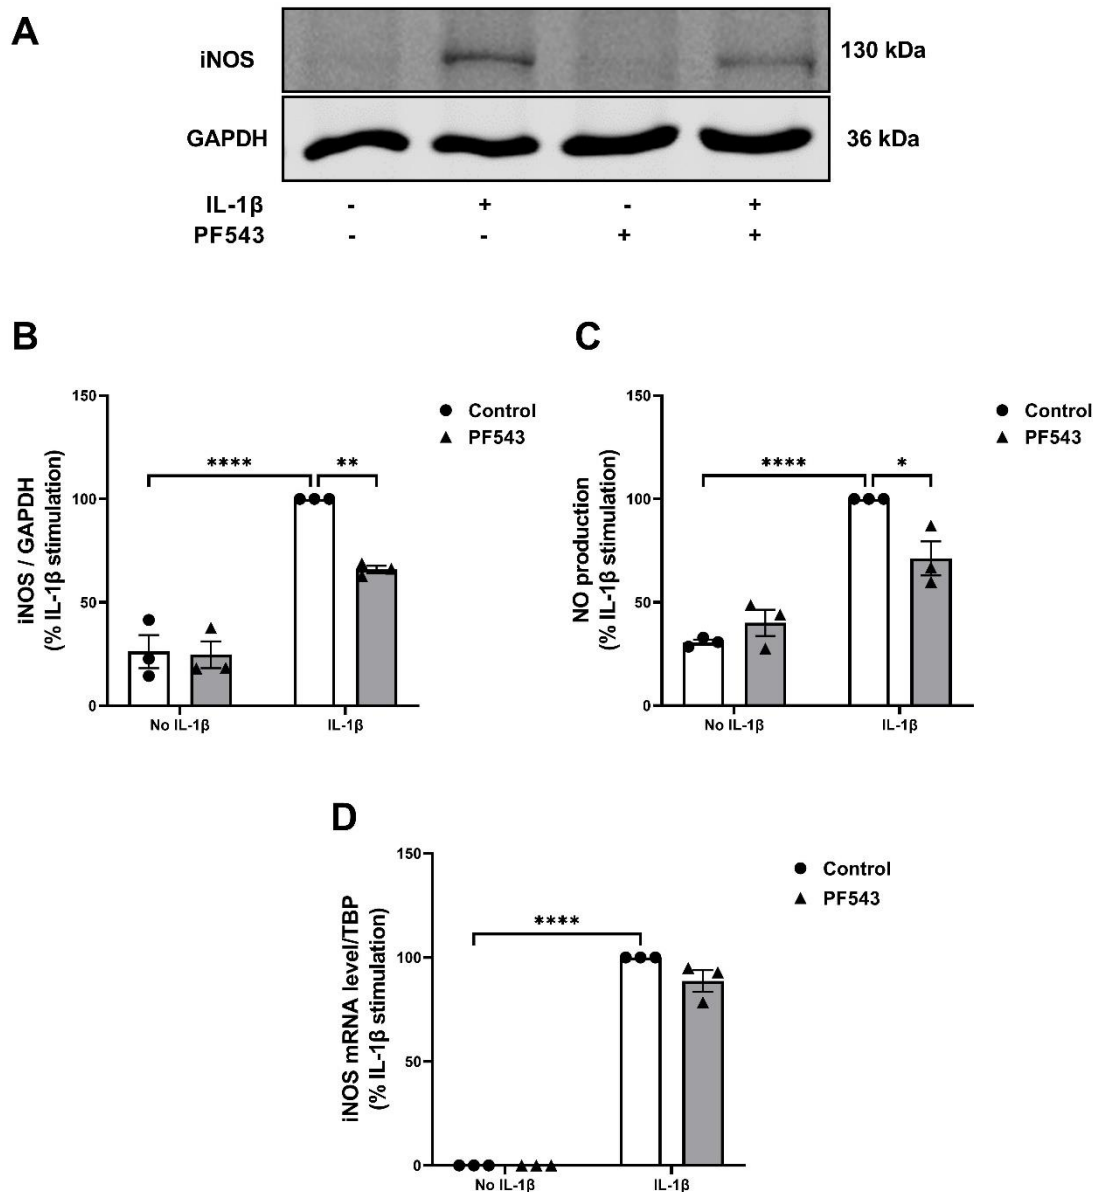 A
iNOS
130 kDa
GAPDH
36 kDa
IL-1β - + - +
PF543 - - + +
B
iNOS / GAPDH
(% IL-1β stimulation)
150
100
50
0
**** **
Control
PF543
No IL-1β IL-1β
C
NO production
(% IL-1β stimulation)
150
100
50
0
**** *
Control
PF543
No IL-1β IL-1β
D
iNOS mRNA level/TBP
(% IL-1β stimulation)
150
100
50
0
****
Control
PF543
No IL-1β IL-1β